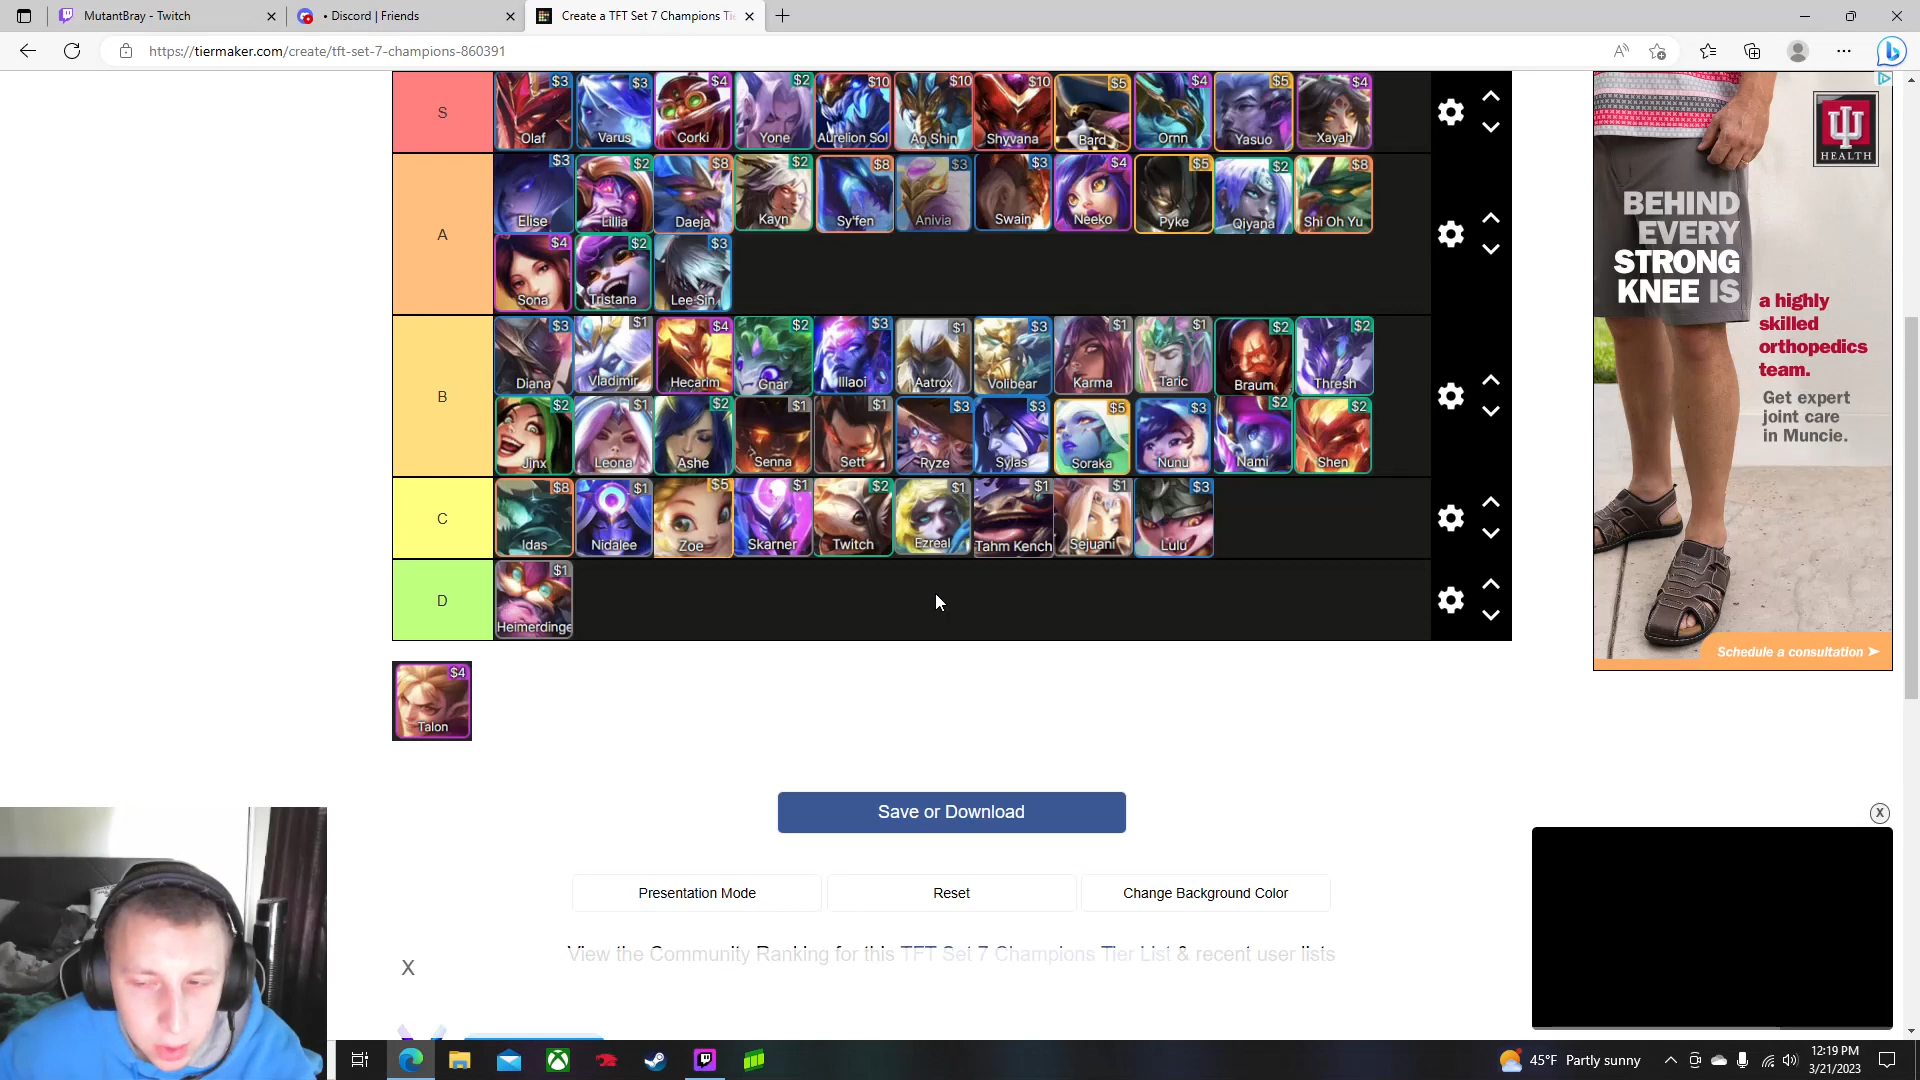 MutantBray - Twitch
• Discord | Friends
Create a TFT Set 7 Champions Tie
https://tiermaker.com/create/tft-set-7-champions-860391
S
$3 Olaf
$3 Varus
$4 Corki
$2 Yone
$10 Aurelion Sol
$10 Ao Shin
$10 Shyvana
$5 Bard
$4 Ornn
$5 Yasuo
$4 Xayah
A
$3 Elise
$2 Lillia
$8 Daeja
$2 Kayn
$8 Sy'fen
$3 Anivia
$3 Swain
$4 Neeko
$5 Pyke
$2 Qiyana
$8 Shi Oh Yu
$4 Sona
$2 Tristana
$3 Lee Sin
B
$3 Diana
$1 Vladimir
$4 Hecarim
$2 Gnar
$3 Illaoi
$1 Aatrox
$3 Volibear
$1 Karma
$1 Taric
$2 Braum
$2 Thresh
$2 Jinx
$1 Leona
$2 Ashe
$1 Senna
$1 Sett
$3 Ryze
$3 Sylas
$5 Soraka
$3 Nunu
$2 Nami
$2 Shen
C
$8 Idas
$1 Nidalee
$5 Zoe
$1 Skarner
$2 Twitch
$1 Ezreal
$1 Tahm Kench
$1 Sejuani
$3 Lulu
D
$1 Heimerdinge
$4 Talon
Save or Download
Presentation Mode
Reset
Change Background Color
View the Community Ranking for this TFT Set 7 Champions Tier List & recent user lists
X
HEALTH
BEHIND
EVERY
STRONG
KNEE IS
a highly
skilled
orthopedics
team.
Get expert
joint care
in Muncie.
Schedule a consultation ➤
X
45°F Partly sunny
12:19 PM
3/21/2023